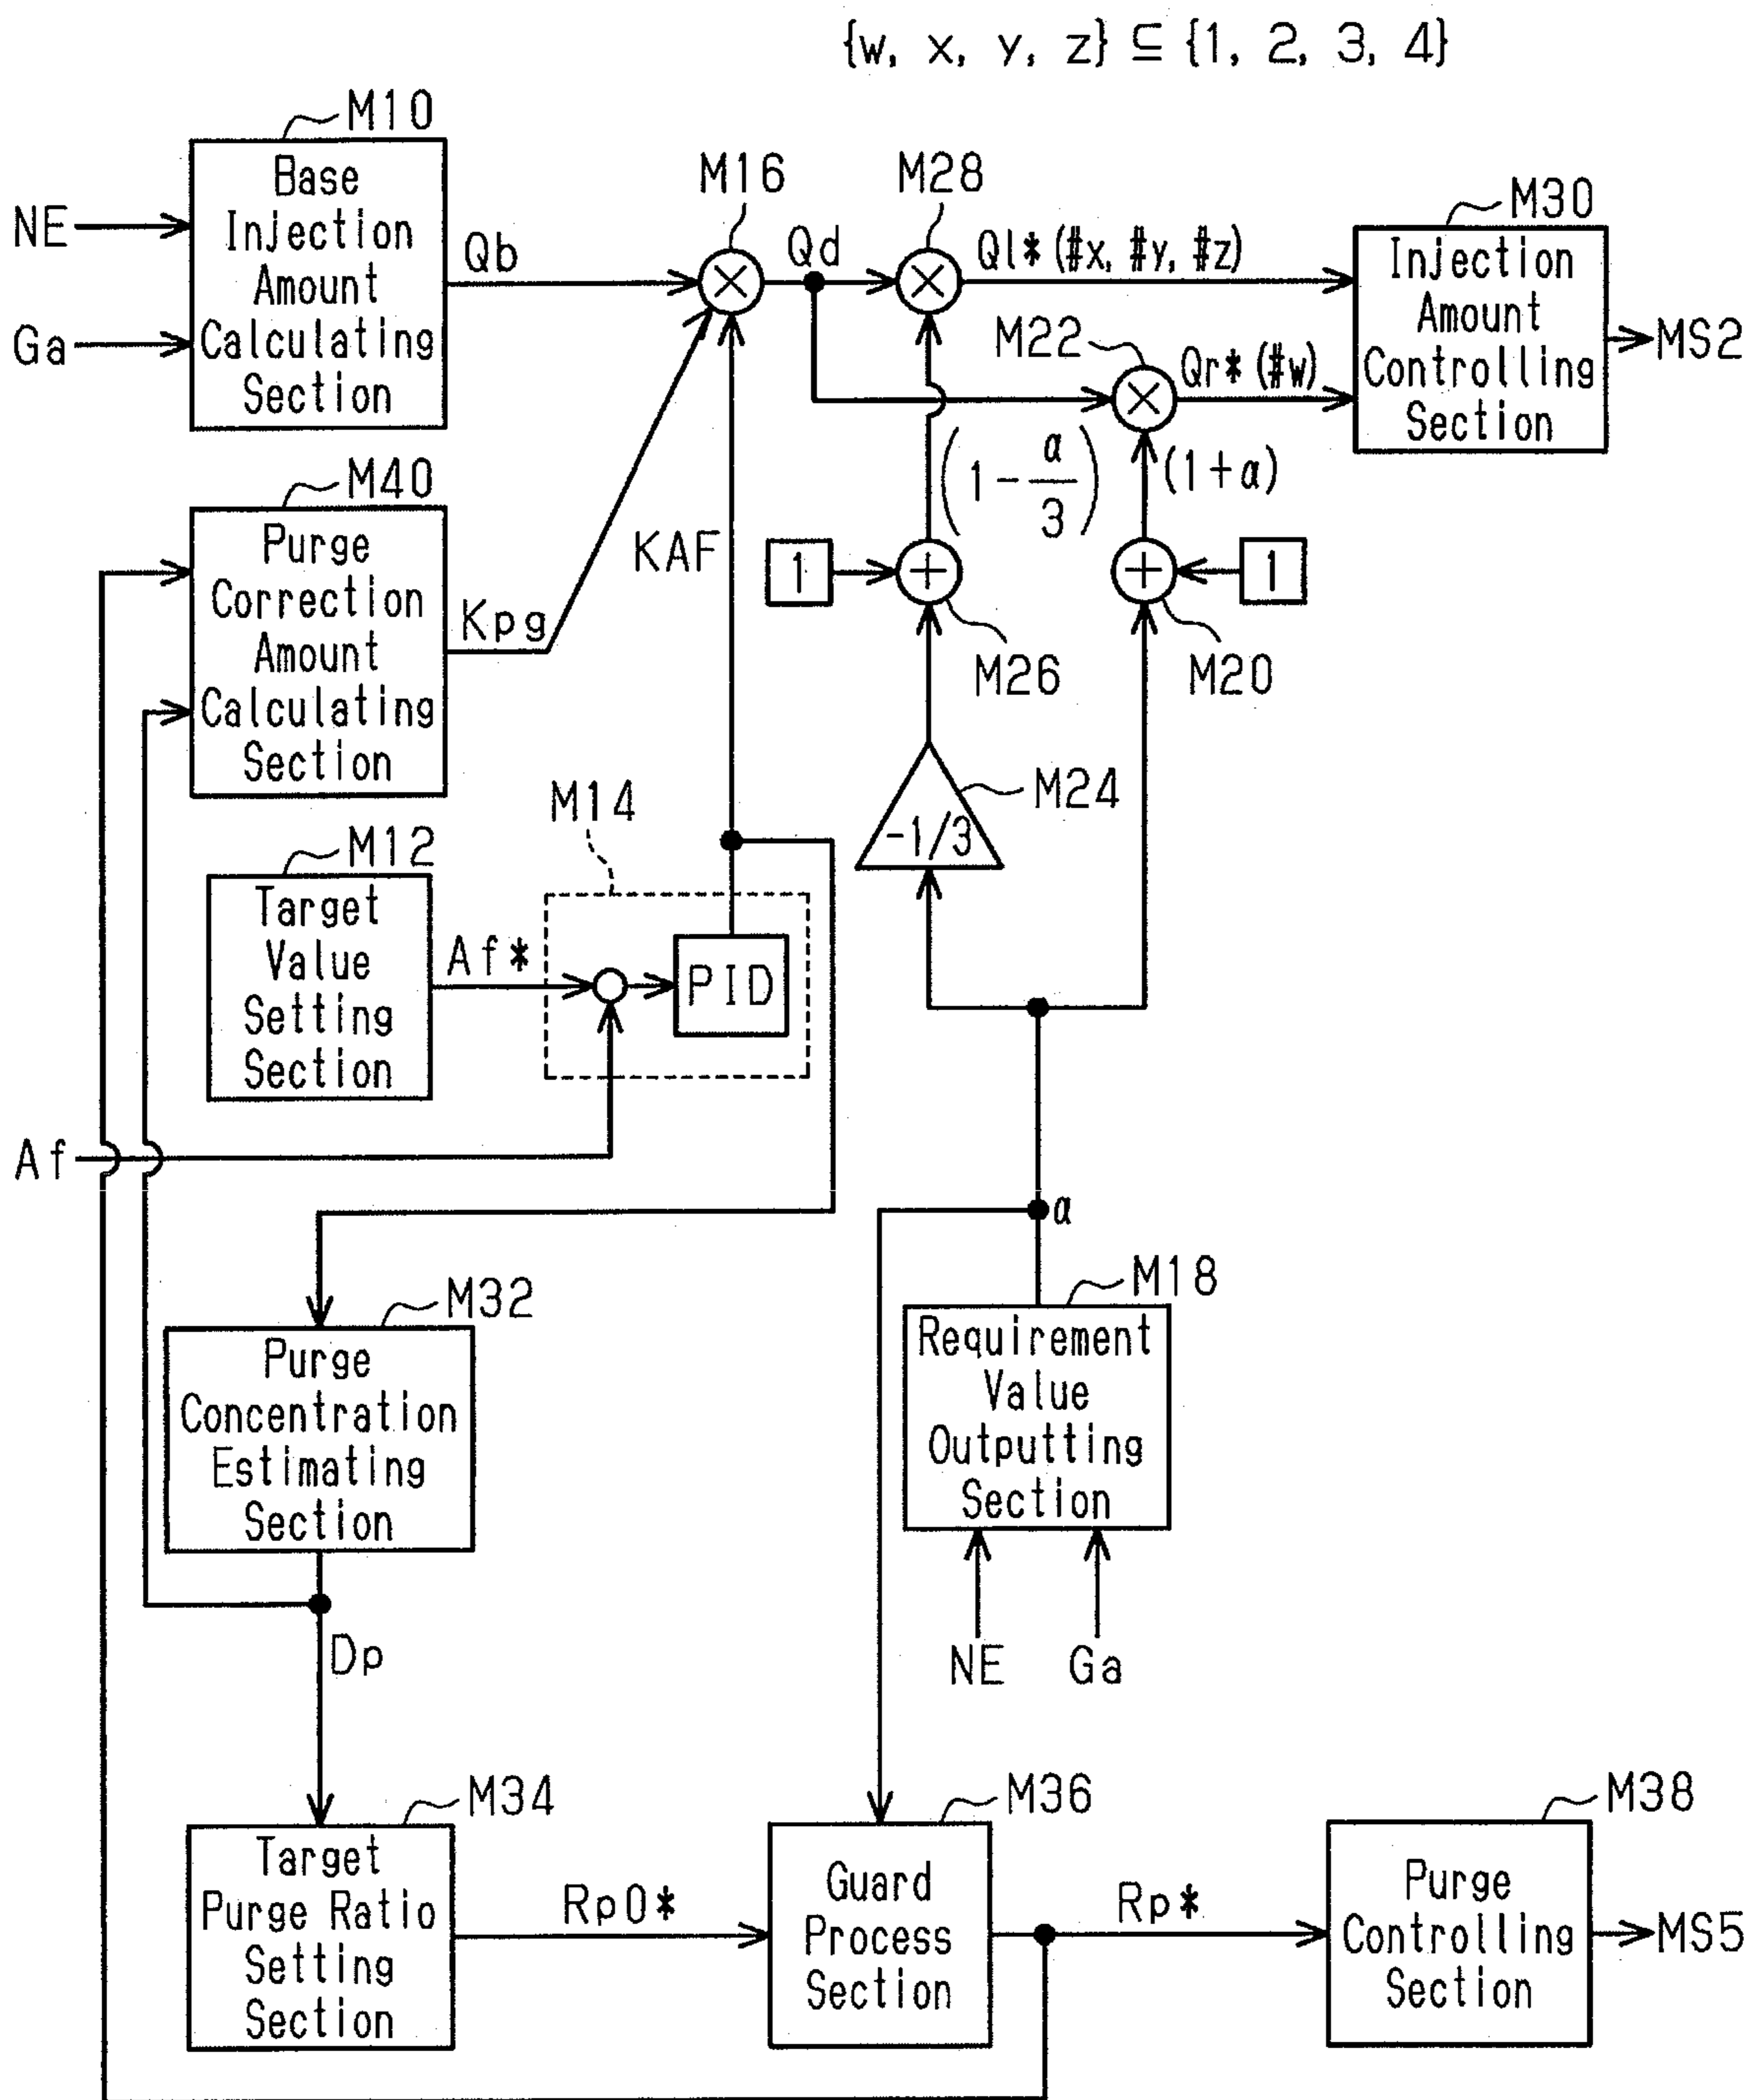 {w, x, y, z} ⊆ {1, 2, 3, 4}
M10
Base
Injection
Amount
Calculating
Section
NE
Ga
Qb
M16
Qd
M28
Ql* (#x, #y, #z)
M22
Qr* (#w)
M30
Injection
Amount
Controlling
Section
MS2
M40
Purge
Correction
Amount
Calculating
Section
Kpg
KAF
(1-α/3)
(1+α)
1
+
+
1
M26
M20
M24
-1/3
M12
Target
Value
Setting
Section
Af*
M14
PID
Af
α
M18
Requirement
Value
Outputting
Section
NE
Ga
M32
Purge
Concentration
Estimating
Section
Dp
M34
Target
Purge Ratio
Setting
Section
Rp0*
M36
Guard
Process
Section
Rp*
M38
Purge
Controlling
Section
MS5